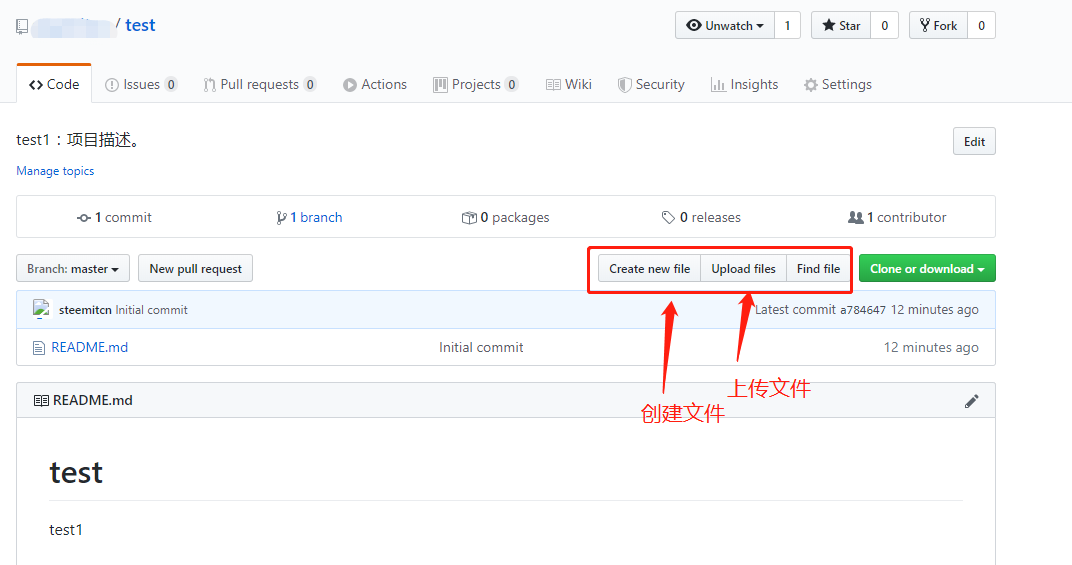 / test
Unwatch 1 Star 0 Fork 0
Code Issues 0 Pull requests 0 Actions Projects 0 Wiki Security Insights Settings
test1：项目描述。 Edit
Manage topics
1 commit 1 branch 0 packages 0 releases 1 contributor
Branch: master New pull request Create new file Upload files Find file Clone or download
steemitcn Initial commit Latest commit a784647 12 minutes ago
README.md Initial commit 12 minutes ago
上传文件
创建文件
README.md
test
test1